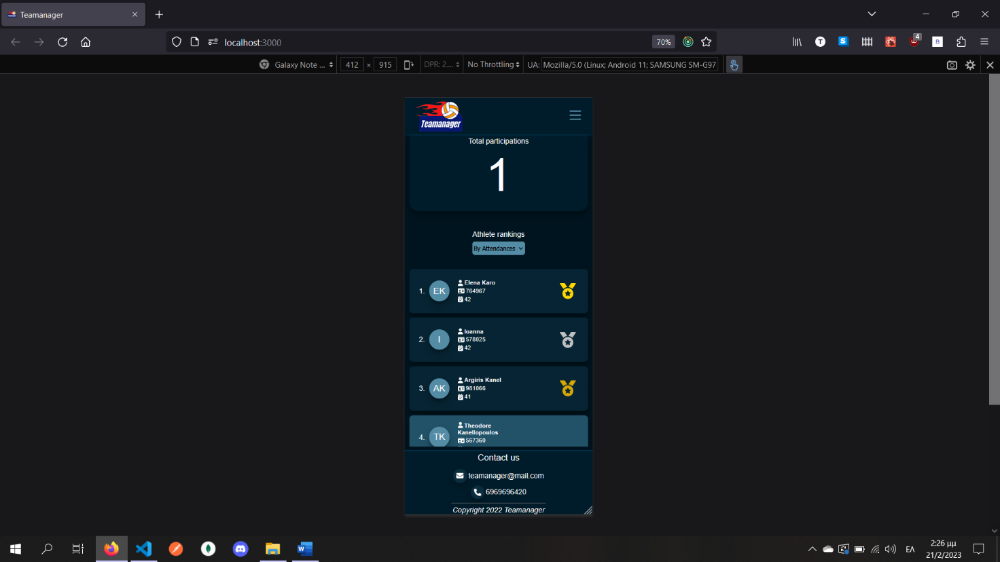 Teamanager
localhost:3000
70%
4
Galaxy Note ...
412 × 915
DPR: 2....
No Throttling
UA: Mozilla/5.0 (Linux; Android 11; SAMSUNG SM-G97
Teamanager
Total participations
1
Athlete rankings
By Attendances
1. EK
Elena Karo
764967
42
2. I
Ioanna
578025
42
3. AK
Argiris Kanel
981066
41
4. TK
Theodore
Kanellopoulos
567360
Contact us
teamanager@mail.com
6969696420
Copyright 2022 Teamanager
ΕΛ
2:26 μμ
21/2/2023